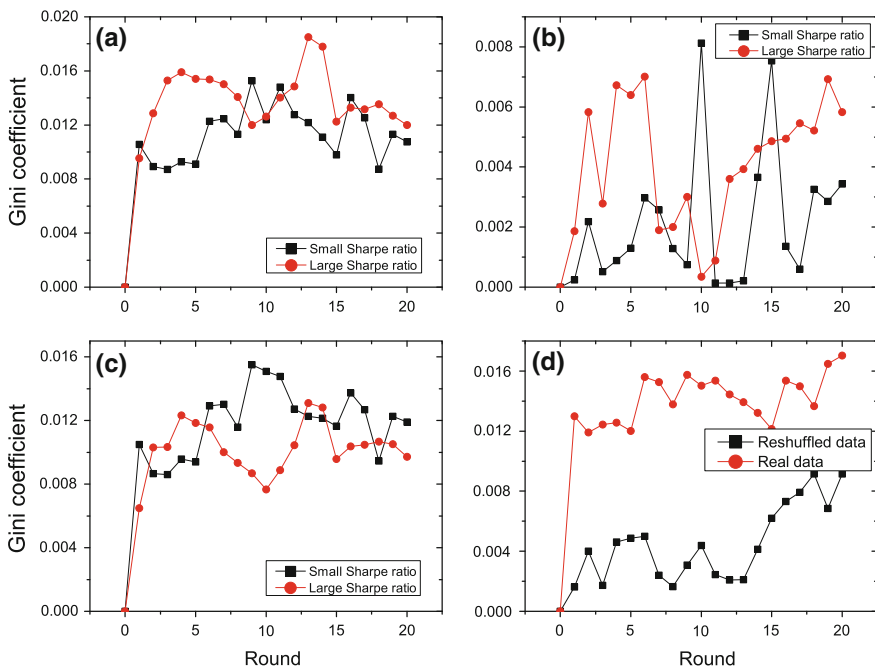 (a)
Gini coefficient
0.020
0.016
0.012
0.008
0.004
0.000
0 5 10 15 20
Small Sharpe ratio
Large Sharpe ratio
(b)
0.008
0.006
0.004
0.002
0.000
0 5 10 15 20
Small Sharpe ratio
Large Sharpe ratio
(c)
Gini coefficient
0.016
0.012
0.008
0.004
0.000
0 5 10 15 20
Round
Small Sharpe ratio
Large Sharpe ratio
(d)
0.016
0.012
0.008
0.004
0.000
0 5 10 15 20
Round
Reshuffled data
Real data